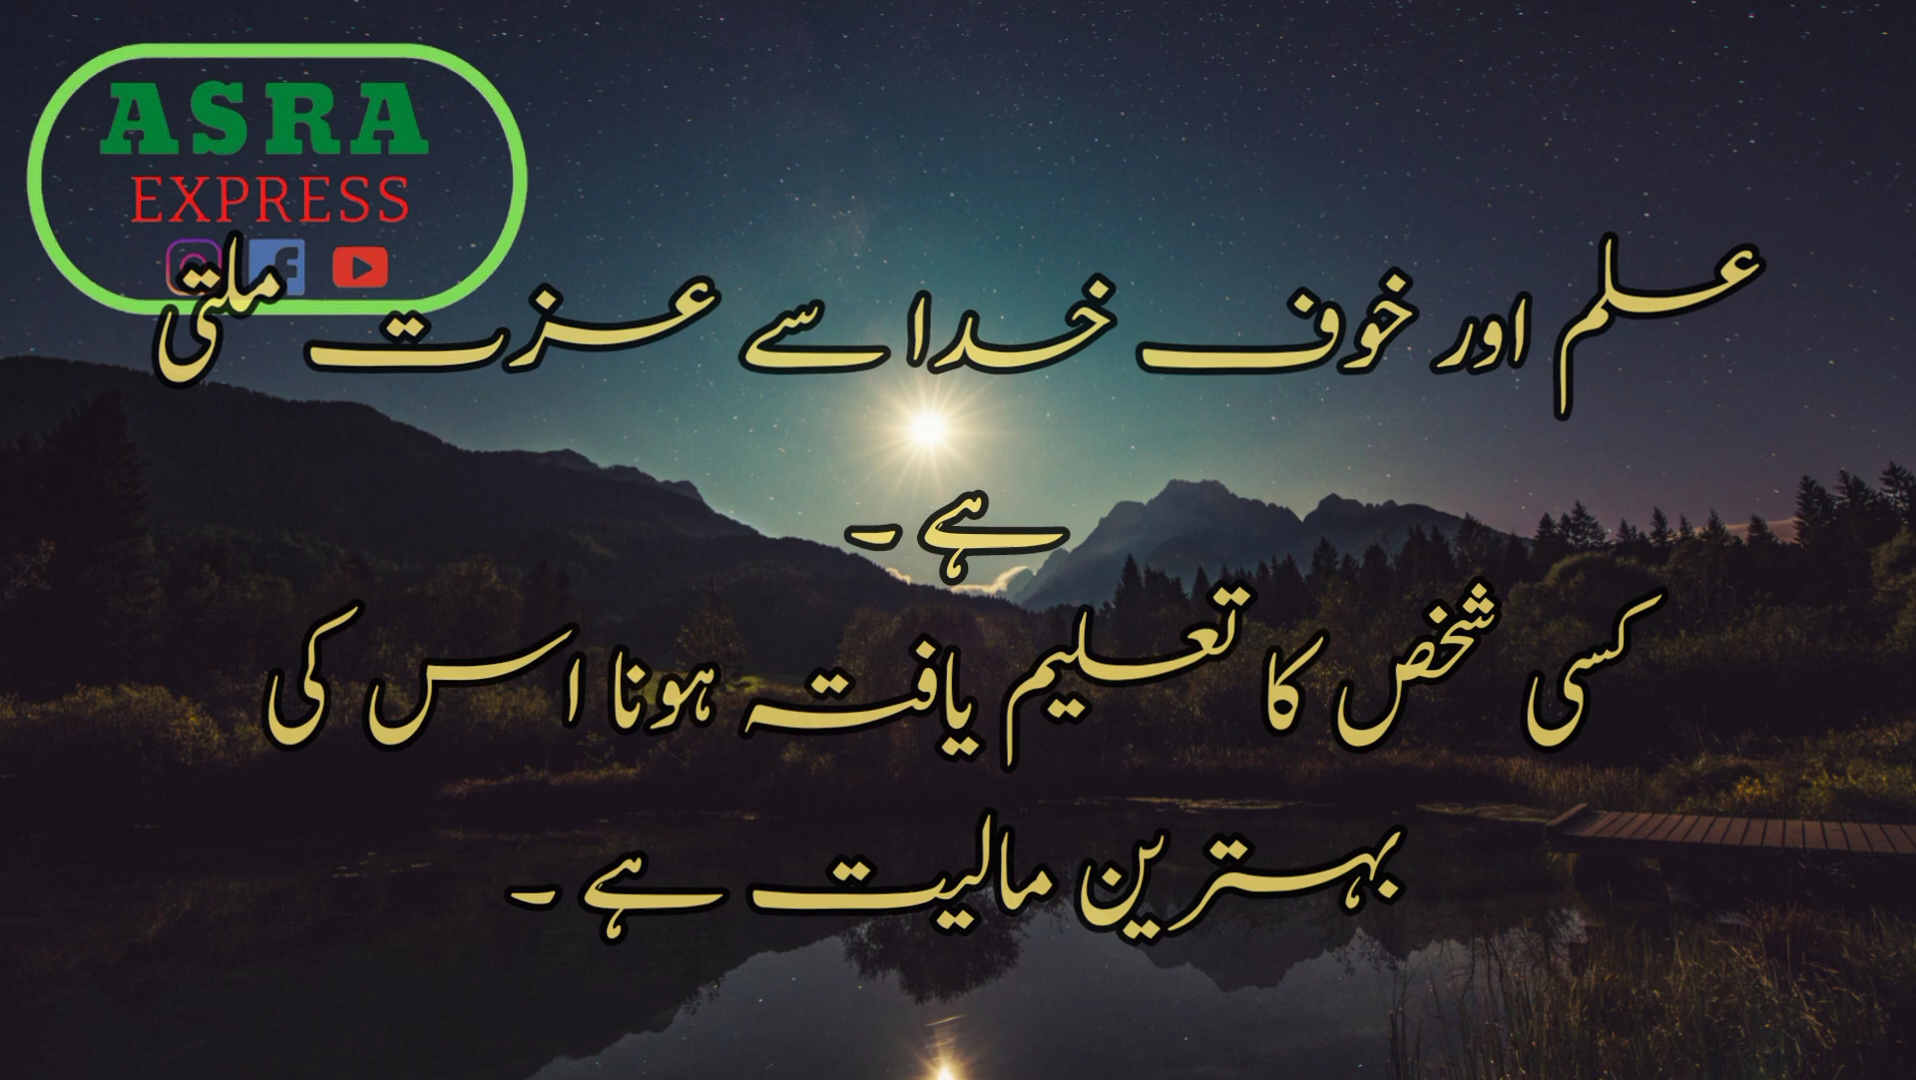 ASRA
EXPRESS
علم اور خوف خدا سے عزت ملتی
ہے ۔
کسی شخص کا تعلیم یافتہ ہونا اس کی
بہترین مالیت ہے ۔